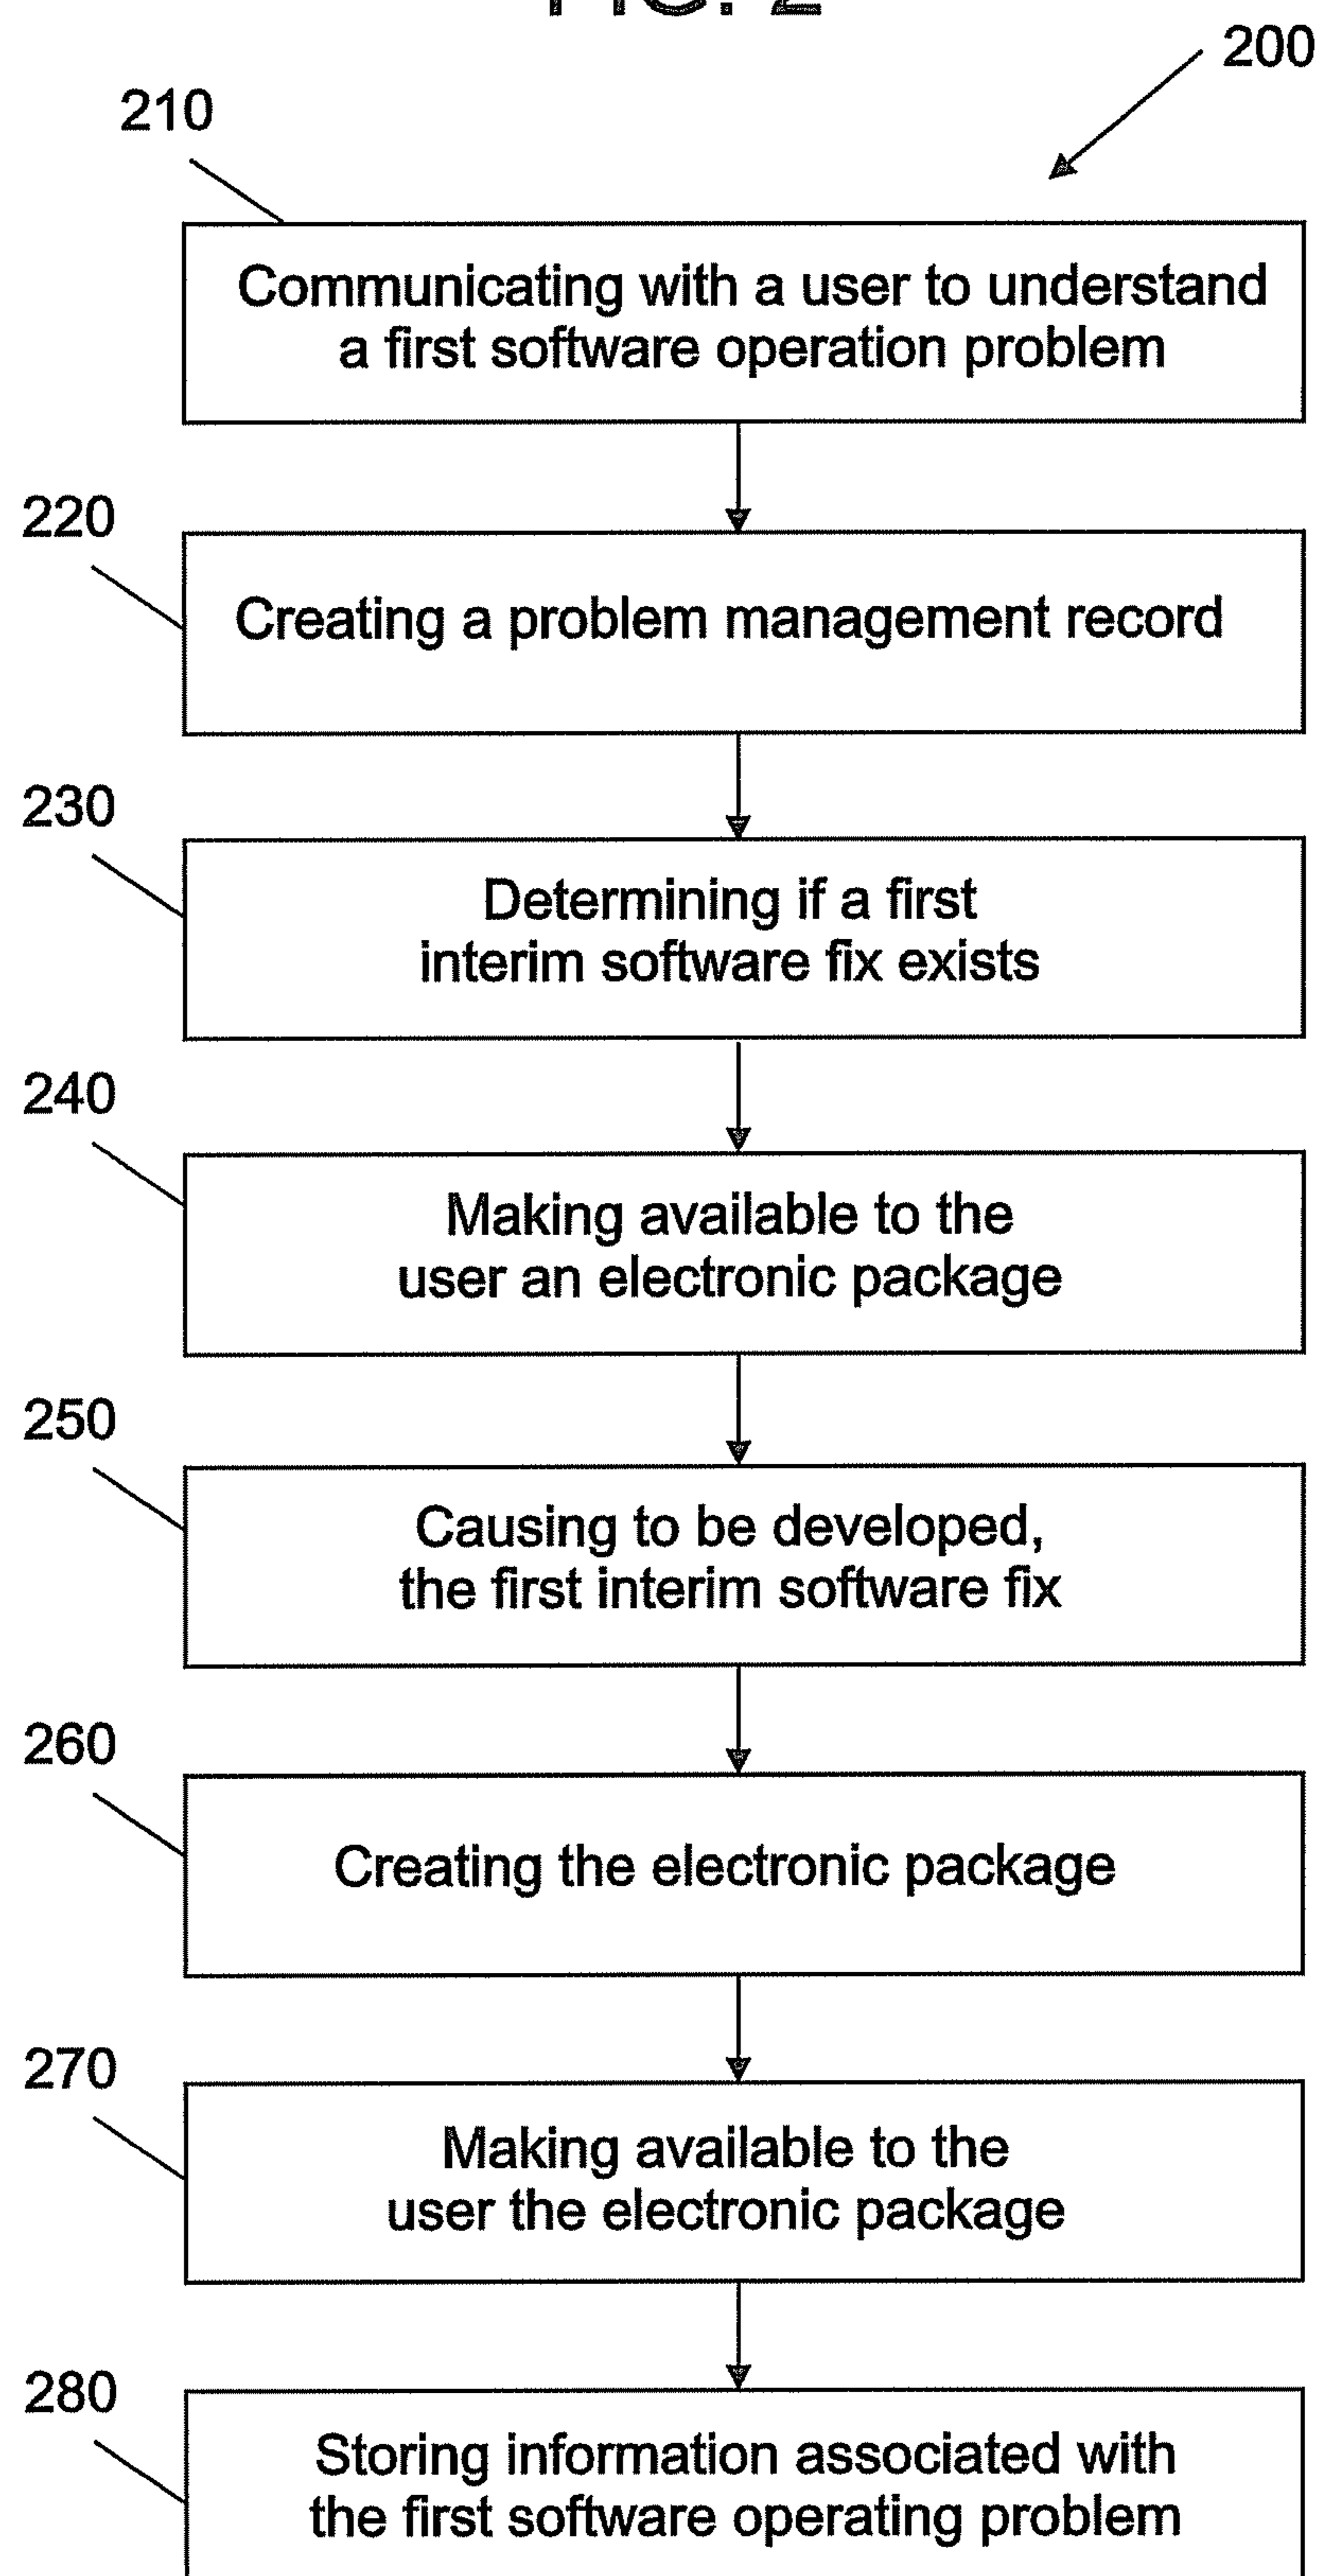 FIG. 2
200
210
Communicating with a user to understand
a first software operation problem
220
Creating a problem management record
230
Determining if a first
interim software fix exists
240
Making available to the
user an electronic package
250
Causing to be developed,
the first interim software fix
260
Creating the electronic package
270
Making available to the
user the electronic package
280
Storing information associated with
the first software operating problem